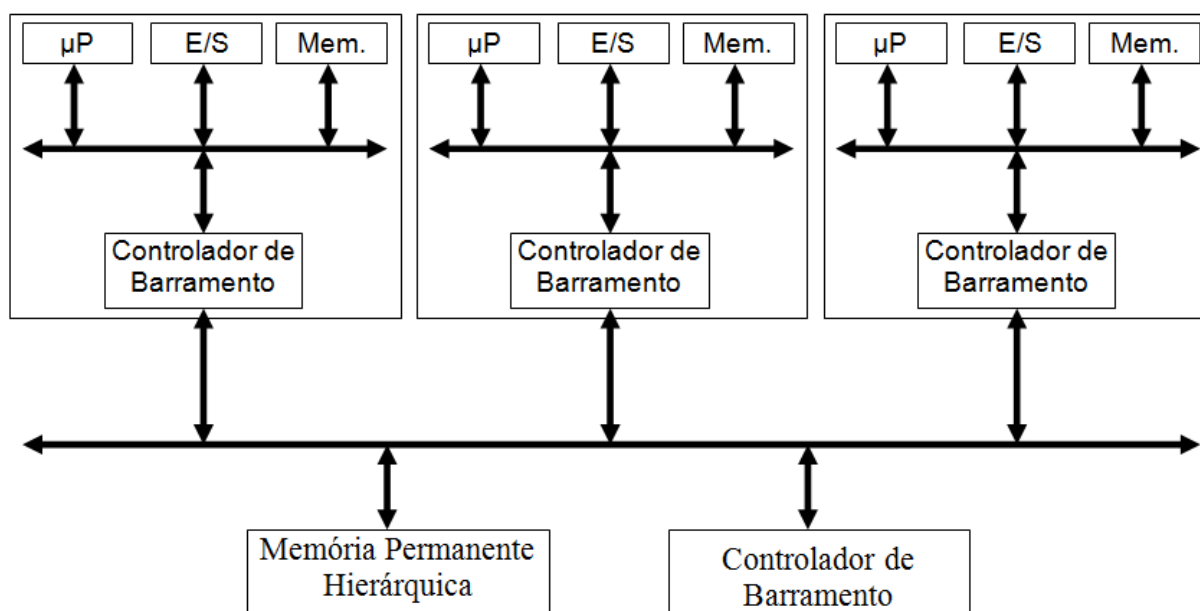 µP E/S Mem. µP E/S Mem. µP E/S Mem.
Controlador de
Barramento
Controlador de
Barramento
Controlador de
Barramento
Memória Permanente
Hierárquica
Controlador de
Barramento